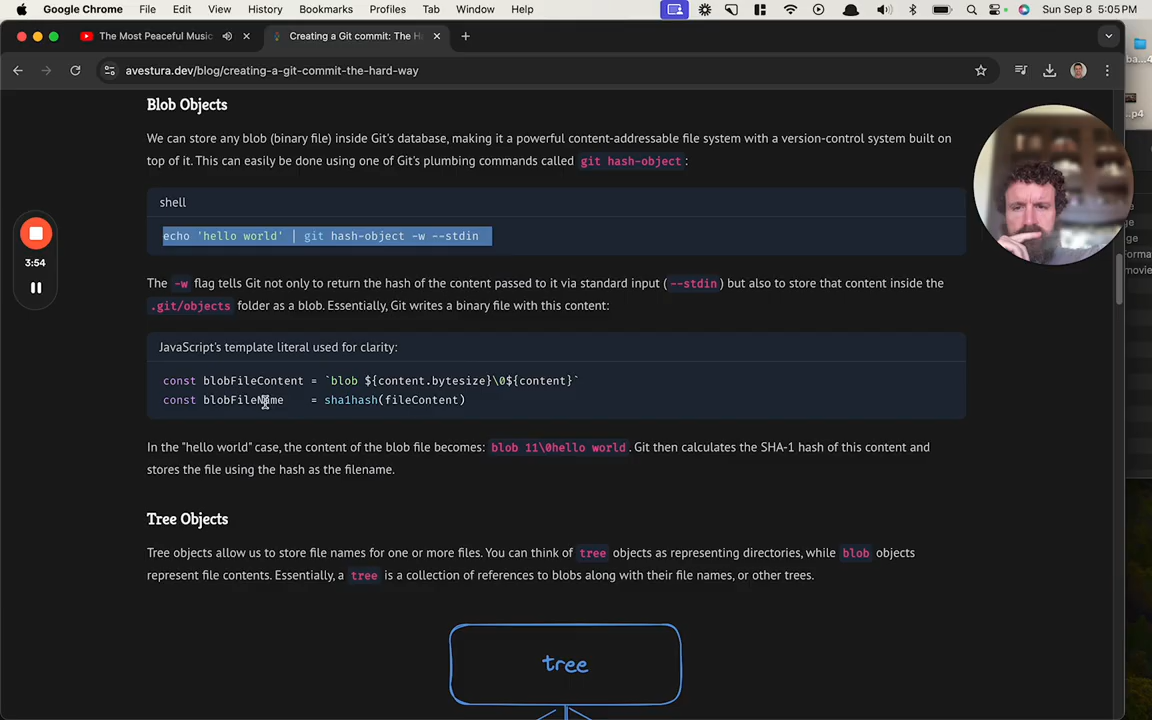 Google Chrome File Edit View History Bookmarks Profiles Tab Window Help Sun Sep 8 5:05 PM
The Most Peaceful Music
Creating a Git commit: The Ha
avestura.dev/blog/creating-a-git-commit-the-hard-way
Blob Objects
We can store any blob (binary file) inside Git's database, making it a powerful content-addressable file system with a version-control system built on
top of it. This can easily be done using one of Git's plumbing commands called git hash-object:
shell
echo 'hello world' | git hash-object -w --stdin
3:54
The -w flag tells Git not only to return the hash of the content passed to it via standard input (--stdin) but also to store that content inside the
.git/objects folder as a blob. Essentially, Git writes a binary file with this content:
JavaScript's template literal used for clarity:
const blobFileContent = `blob ${content.bytesize}\0${content}`
const blobFileName = sha1hash(fileContent)
In the "hello world" case, the content of the blob file becomes: blob 11\0hello world. Git then calculates the SHA-1 hash of this content and
stores the file using the hash as the filename.
Tree Objects
Tree objects allow us to store file names for one or more files. You can think of tree objects as representing directories, while blob objects
represent file contents. Essentially, a tree is a collection of references to blobs along with their file names, or other trees.
tree